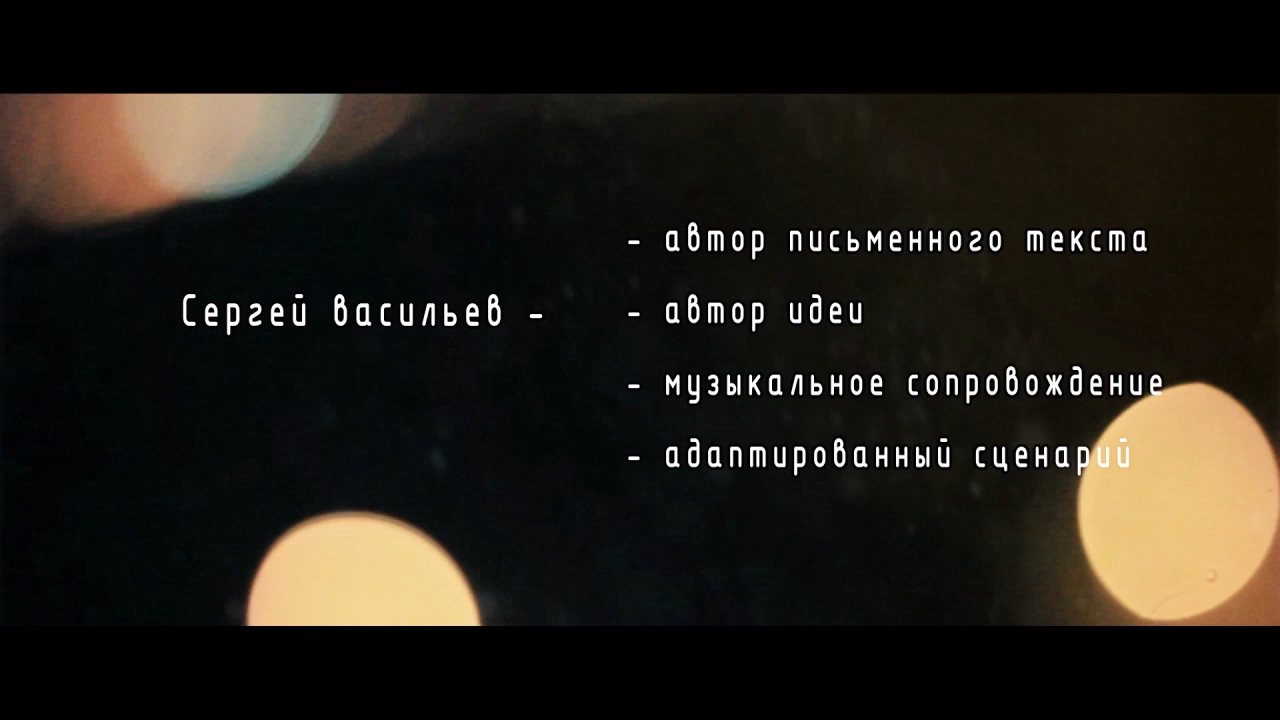 - автор письменного текста
Сергей васильев - - автор идеи
- музыкальное сопровождение
- адаптированный сценарий